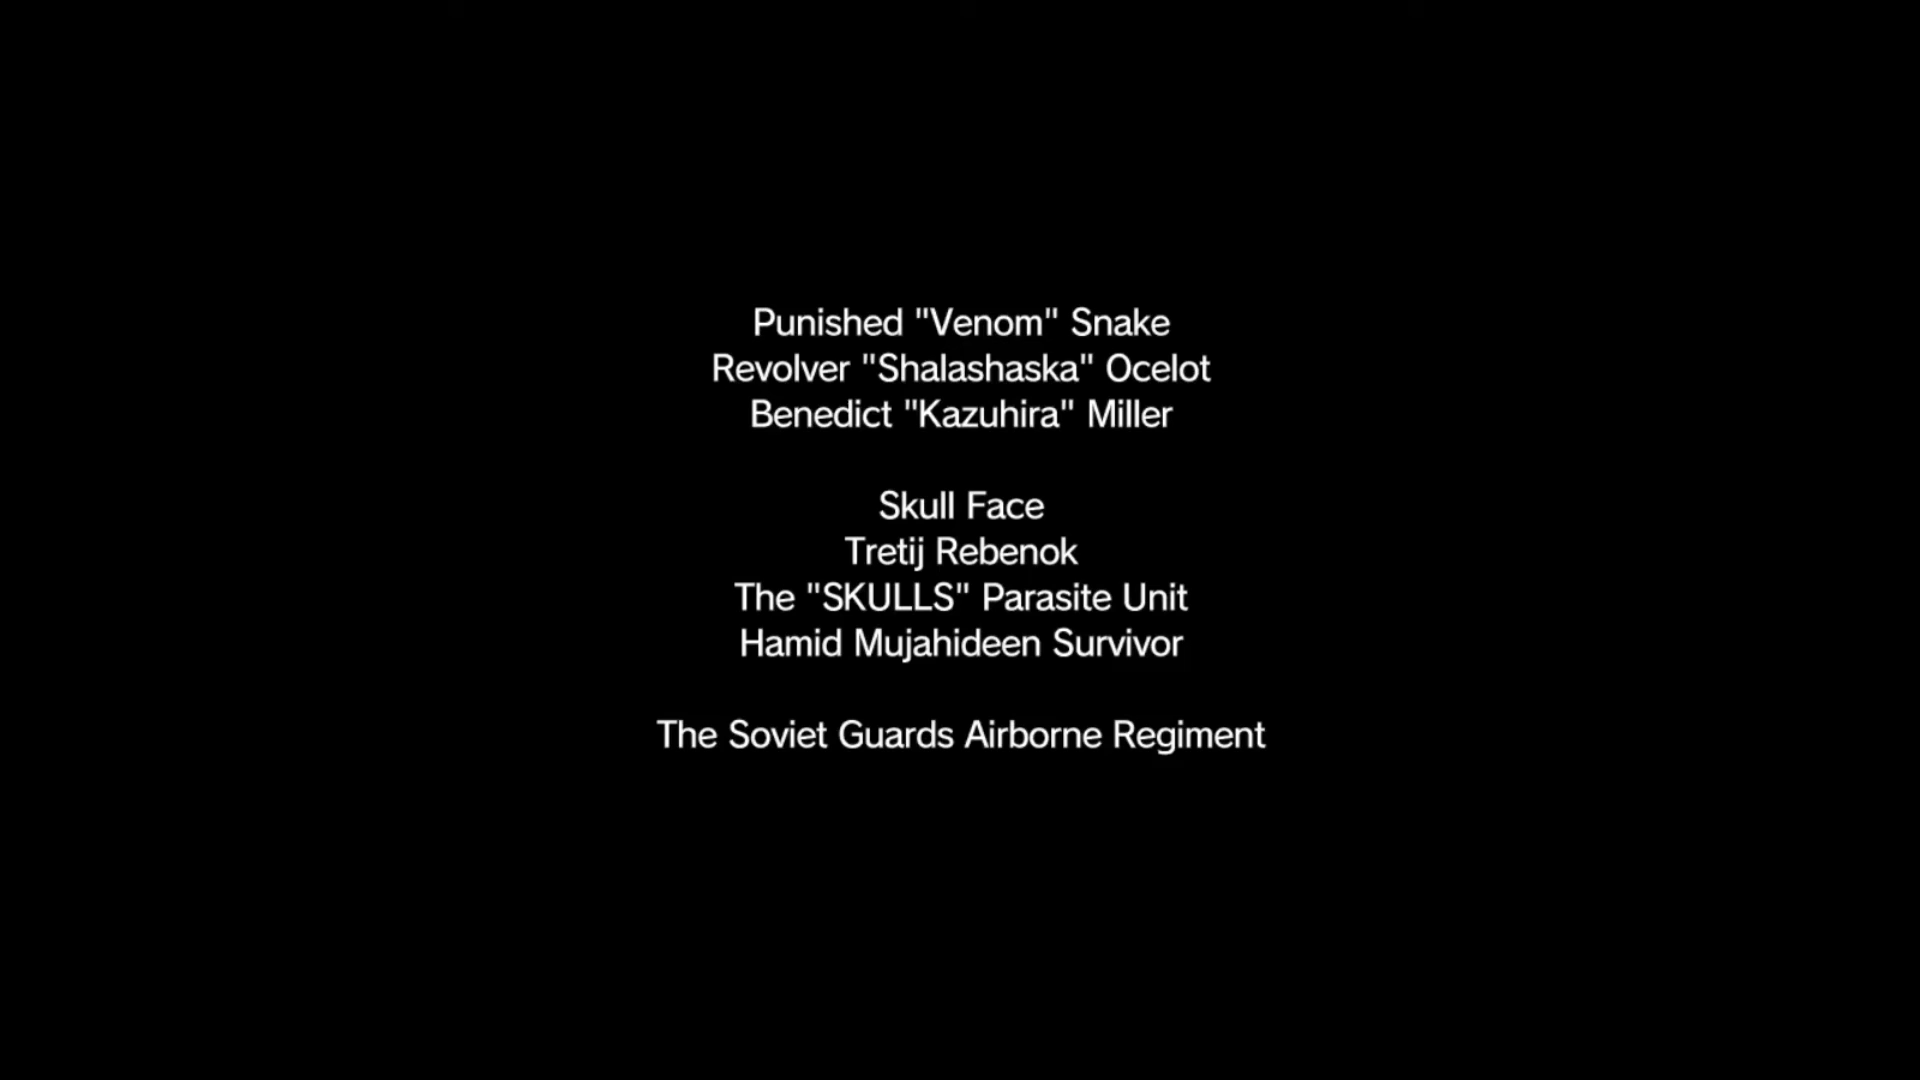 Punished "Venom" Snake
Revolver "Shalashaska" Ocelot
Benedict "Kazuhira" Miller
Skull Face
Tretij Rebenok
The "SKULLS" Parasite Unit
Hamid Mujahideen Survivor
The Soviet Guards Airborne Regiment